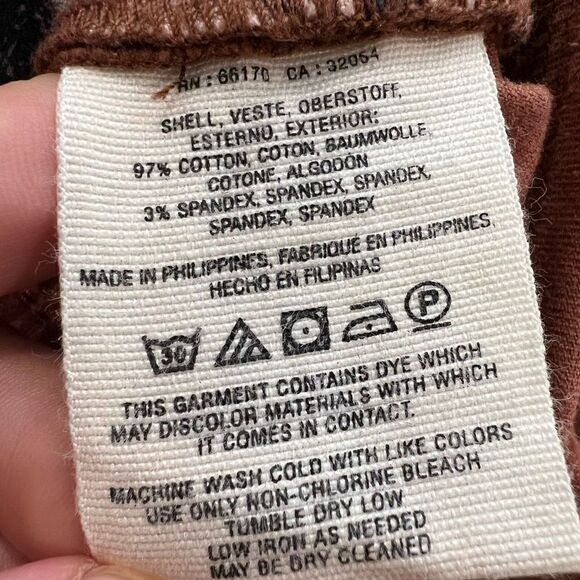 RN: 66170 CA: 32054
SHELL, VESTE, OBERSTOFF,
ESTERNO, EXTERIOR:
97% COTTON, COTON, BAUMWOLLE,
COTONE, ALGODON
3% SPANDEX, SPANDEX, SPANDEX,
SPANDEX, SPANDEX
MADE IN PHILIPPINES, FABRIQUE EN PHILIPPINES,
HECHO EN FILIPINAS
30 P
THIS GARMENT CONTAINS DYE WHICH
MAY DISCOLOR MATERIALS WITH WHICH
IT COMES IN CONTACT.
MACHINE WASH COLD WITH LIKE COLORS
USE ONLY NON-CHLORINE BLEACH
TUMBLE DRY LOW
LOW IRON AS NEEDED
MAY BE DRY CLEANED